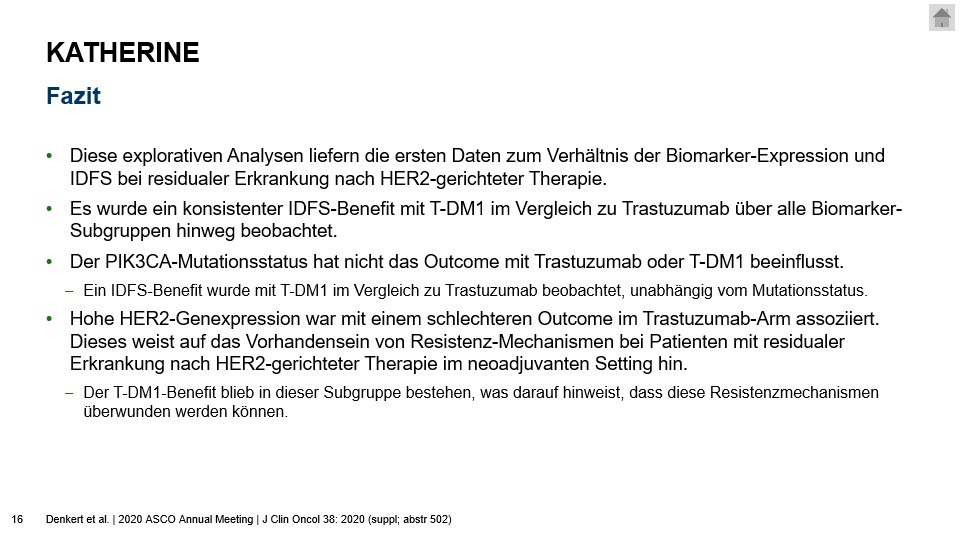 KATHERINE
Fazit
• Diese explorativen Analysen liefern die ersten Daten zum Verhältnis der Biomarker-Expression und
IDFS bei residualer Erkrankung nach HER2-gerichteter Therapie.
• Es wurde ein konsistenter IDFS-Benefit mit T-DM1 im Vergleich zu Trastuzumab über alle Biomarker-
Subgruppen hinweg beobachtet.
• Der PIK3CA-Mutationsstatus hat nicht das Outcome mit Trastuzumab oder T-DM1 beeinflusst.
– Ein IDFS-Benefit wurde mit T-DM1 im Vergleich zu Trastuzumab beobachtet, unabhängig vom Mutationsstatus.
• Hohe HER2-Genexpression war mit einem schlechteren Outcome im Trastuzumab-Arm assoziiert.
Dieses weist auf das Vorhandensein von Resistenz-Mechanismen bei Patienten mit residualer
Erkrankung nach HER2-gerichteter Therapie im neoadjuvanten Setting hin.
– Der T-DM1-Benefit blieb in dieser Subgruppe bestehen, was darauf hinweist, dass diese Resistenzmechanismen
überwunden werden können.
16 Denkert et al. | 2020 ASCO Annual Meeting | J Clin Oncol 38: 2020 (suppl; abstr 502)